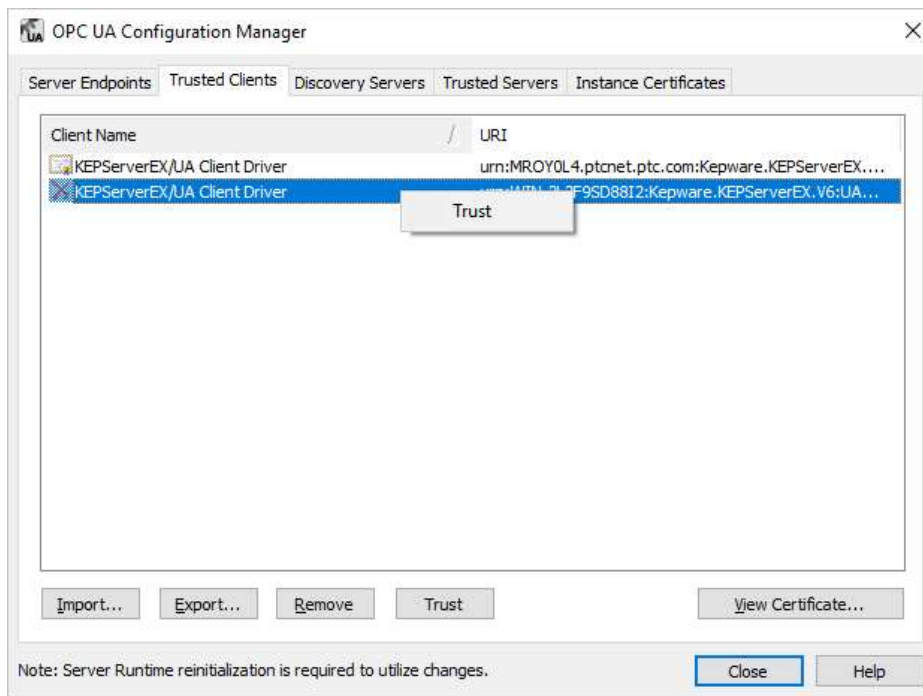 OPC UA Configuration Manager
Server Endpoints Trusted Clients Discovery Servers Trusted Servers Instance Certificates
Client Name / URI
KEPServerEX/UA Client Driver urn:MROY0L4.ptcnet.ptc.com:Kepware.KEPServerEX....
KEPServerEX/UA Client Driver F9SD88I2:Kepware.KEPServerEX.V6:UA...
Trust
Import... Export... Remove Trust View Certificate...
Note: Server Runtime reinitialization is required to utilize changes. Close Help